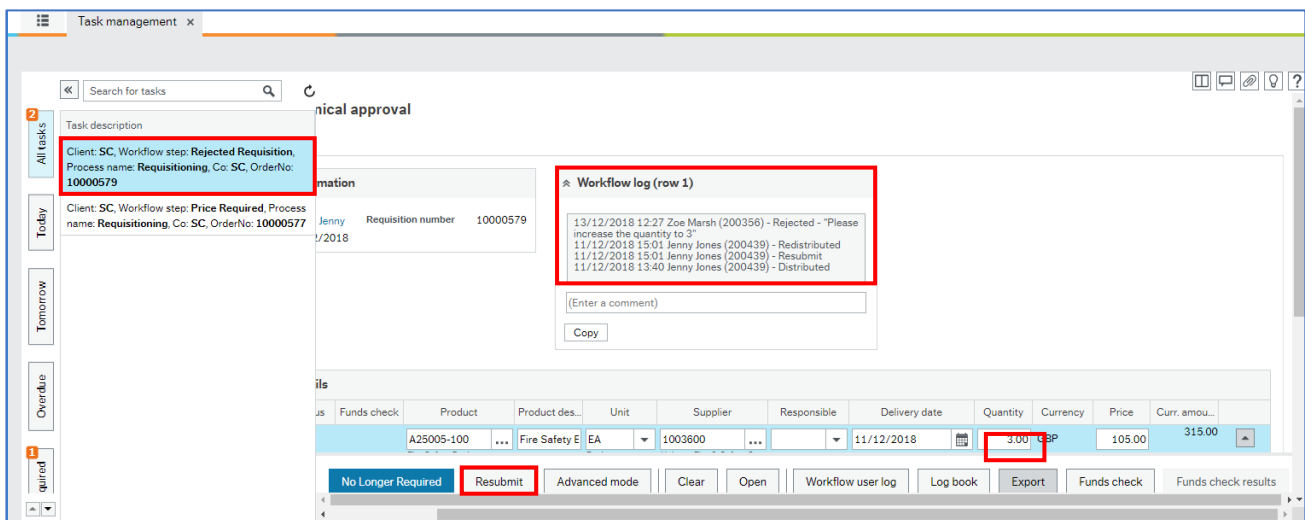 Task management ×
Search for tasks
nical approval
2
All tasks
Today
Tomorrow
Overdue
1
quired
Task description
Client: SC, Workflow step: Rejected Requisition,
Process name: Requisitioning, Co: SC, OrderNo:
10000579
Client: SC, Workflow step: Price Required, Process
name: Requisitioning, Co: SC, OrderNo: 10000577
mation
Jenny Requisition number 10000579
2/2018
Workflow log (row 1)
13/12/2018 12:27 Zoe Marsh (200356) - Rejected - "Please
increase the quantity to 3"
11/12/2018 15:01 Jenny Jones (200439) - Redistributed
11/12/2018 15:01 Jenny Jones (200439) - Resubmit
11/12/2018 13:40 Jenny Jones (200439) - Distributed
(Enter a comment)
Copy
ils
us Funds check Product Product des... Unit Supplier Responsible Delivery date Quantity Currency Price Curr. amou...
A25005-100 ... Fire Safety E EA 1003600 ... 11/12/2018 3.00 GBP 105.00 315.00
No Longer Required Resubmit Advanced mode Clear Open Workflow user log Log book Export Funds check Funds check results